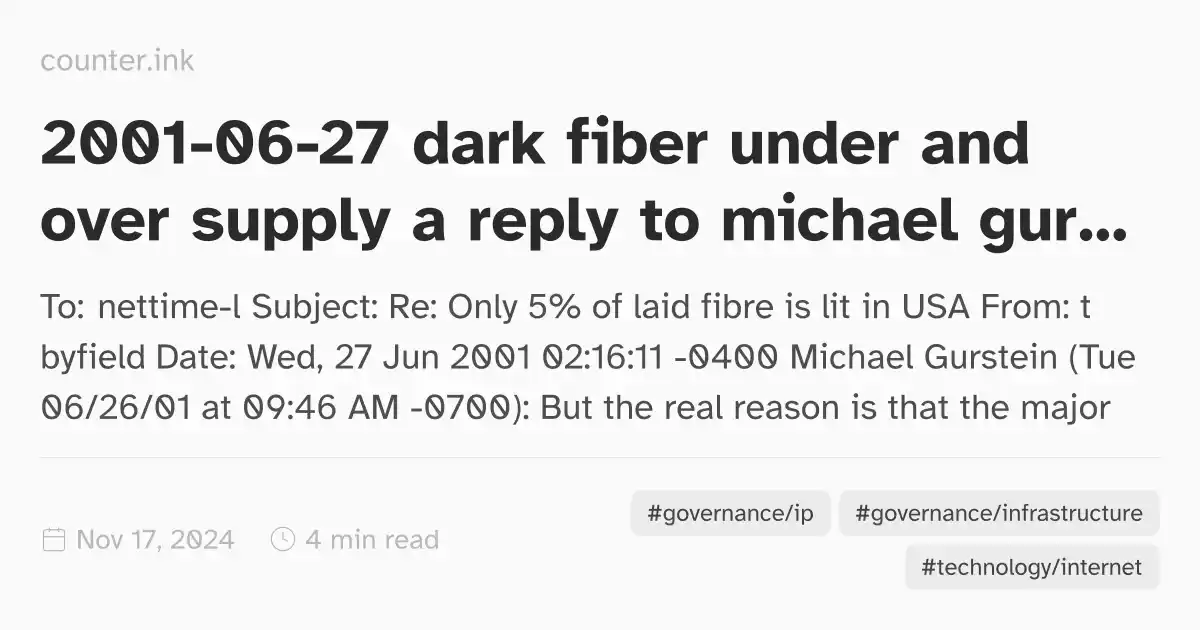 counter.ink
2001-06-27 dark fiber under and
over supply a reply to michael gur...
To: nettime-l Subject: Re: Only 5% of laid fibre is lit in USA From: t
byfield Date: Wed, 27 Jun 2001 02:16:11 -0400 Michael Gurstein (Tue
06/26/01 at 09:46 AM -0700): But the real reason is that the major
#governance/ip #governance/infrastructure
Nov 17, 2024 4 min read
#technology/internet